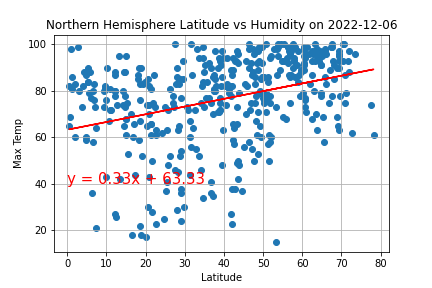 Northern Hemisphere Latitude vs Humidity on 2022-12-06
100
80
60
40
20
Max Temp
y = 0.33x + 63.33
0 10 20 30 40 50 60 70 80
Latitude